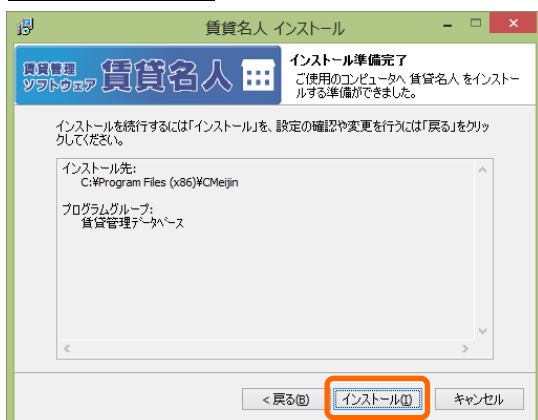 賃貸名人 インストール
賃貸管理
ソフトウェア 賃貸名人
インストール準備完了
ご使用のコンピュータへ 賃貸名人 をインストー
ルする準備ができました。
インストールを続行するには「インストール」を、設定の確認や変更を行うには「戻る」をクリッ
クしてください。
インストール先:
C:¥Program Files (x86)¥CMeijin
プログラムグループ:
賃貸管理データベース
< 戻る(B)
インストール(I)
キャンセル